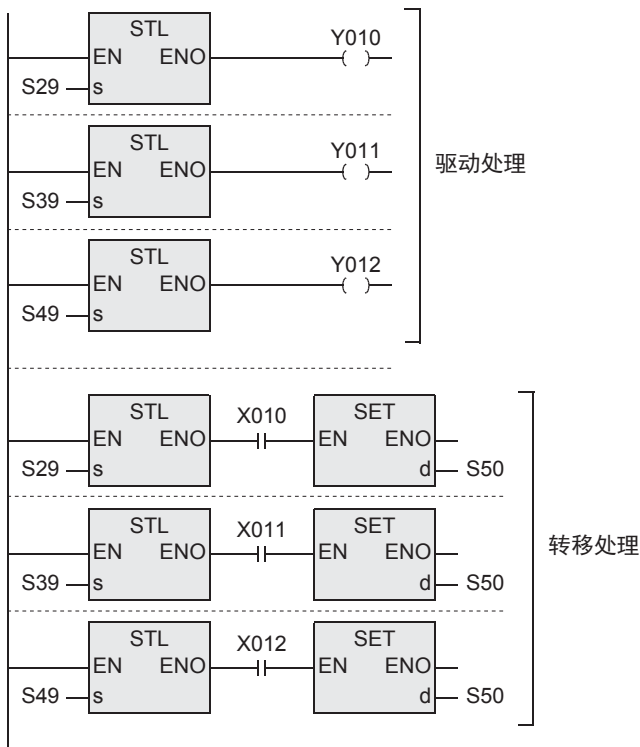 STL
Y010
EN ENO
( )
S29
s
STL
Y011
EN ENO
( )
驱动处理
S39
s
STL
Y012
EN ENO
( )
S49
s
STL
X010
SET
EN ENO
EN ENO
S29
s
d
S50
STL
X011
SET
EN ENO
EN ENO
转移处理
S39
s
d
S50
STL
X012
SET
EN ENO
EN ENO
S49
s
d
S50